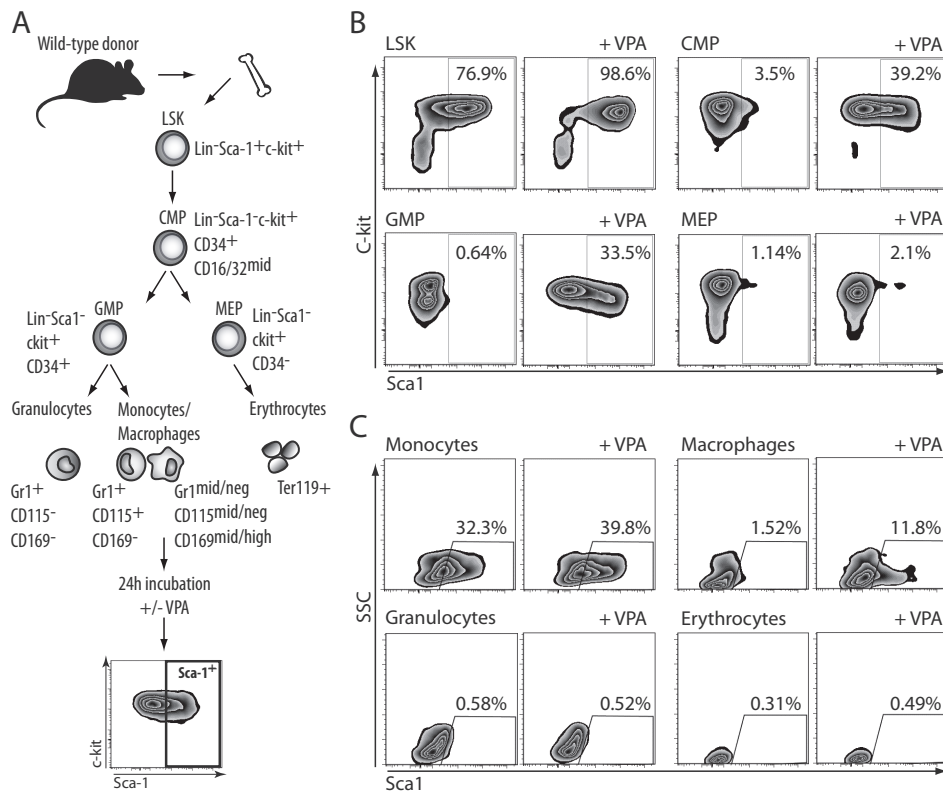 A
Wild-type donor
LSK
Lin-Sca-1+c-kit+
CMP
Lin-Sca-1-c-kit+
CD34+
CD16/32mid
GMP
Lin-Sca1-
ckit+
CD34+
MEP
Lin-Sca1-
ckit+
CD34-
Granulocytes
Monocytes/
Macrophages
Erythrocytes
Gr1+
CD115-
CD169-
Gr1+
CD115+
CD169-
Gr1mid/neg
CD115mid/neg
CD169mid/high
Ter119+
24h incubation
+/- VPA
Sca-1+
c-kit
Sca-1
B
LSK
+ VPA
CMP
+ VPA
76.9%
98.6%
3.5%
39.2%
GMP
+ VPA
MEP
+ VPA
0.64%
33.5%
1.14%
2.1%
C-kit
Sca1
C
Monocytes
+ VPA
Macrophages
+ VPA
32.3%
39.8%
1.52%
11.8%
Granulocytes
+ VPA
Erythrocytes
+ VPA
0.58%
0.52%
0.31%
0.49%
SSC
Sca1